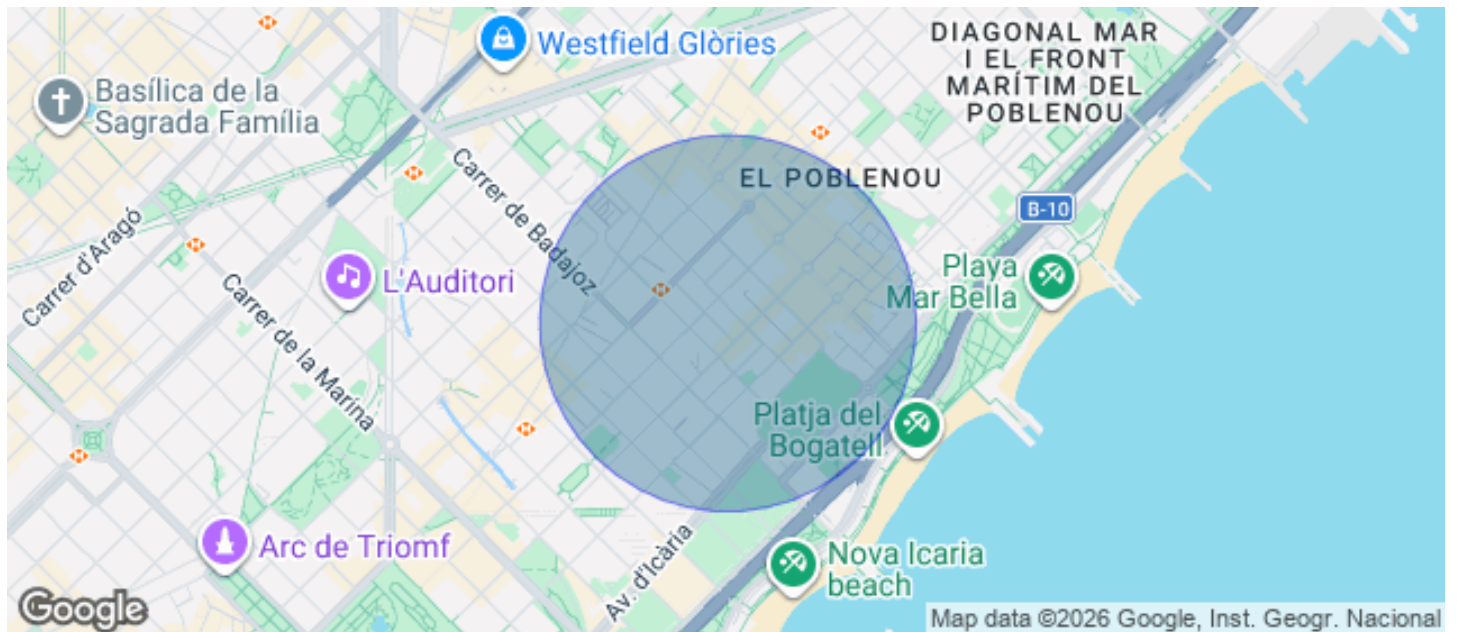 Westfield Glòries
DIAGONAL MAR
I EL FRONT
MARÍTIM DEL
POBLENOU
Basílica de la
Sagrada Família
EL POBLENOU
Carrer de Badajoz
B-10
Carrer d'Aragó
L'Auditori
Playa
Mar Bella
Carrer de la Marina
Platja del
Bogatell
Arc de Triomf
Av. d'Icària
Nova Icaria
beach
Google
Map data ©2026 Google, Inst. Geogr. Nacional